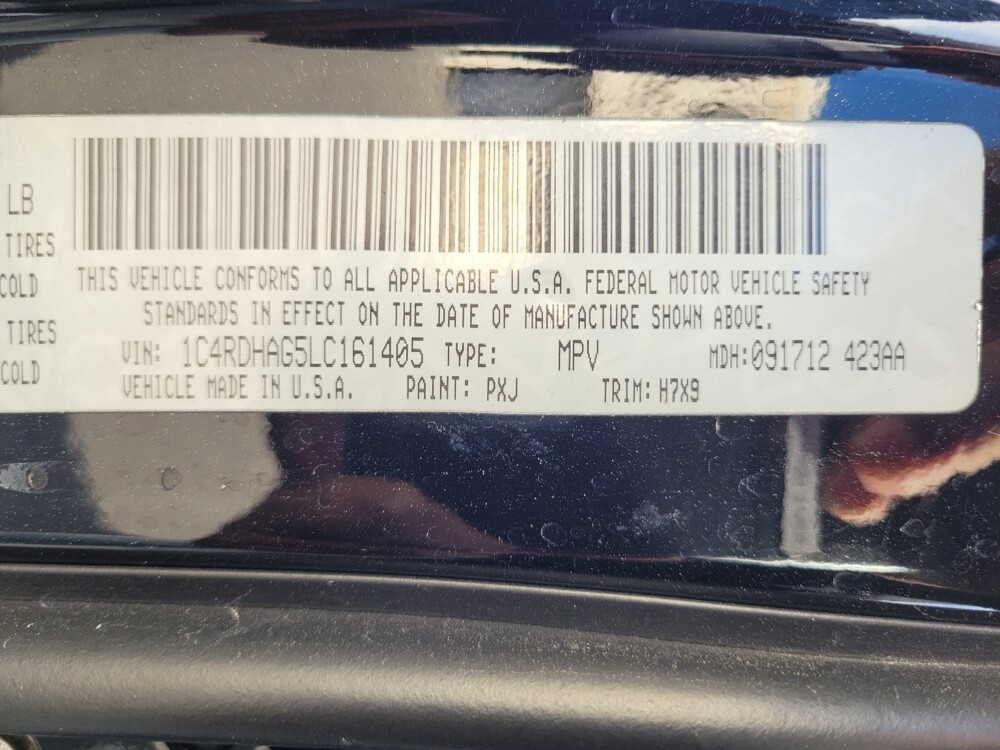 LB
TIRES
COLD
TIRES
COLD
THIS VEHICLE CONFORMS TO ALL APPLICABLE U.S.A. FEDERAL MOTOR VEHICLE SAFETY
STANDARDS IN EFFECT ON THE DATE OF MANUFACTURE SHOWN ABOVE.
VIN: 1C4RDHAG5LC161405 TYPE: MPV MDH:091712 423AA
VEHICLE MADE IN U.S.A. PAINT: PXJ TRIM: H7X9